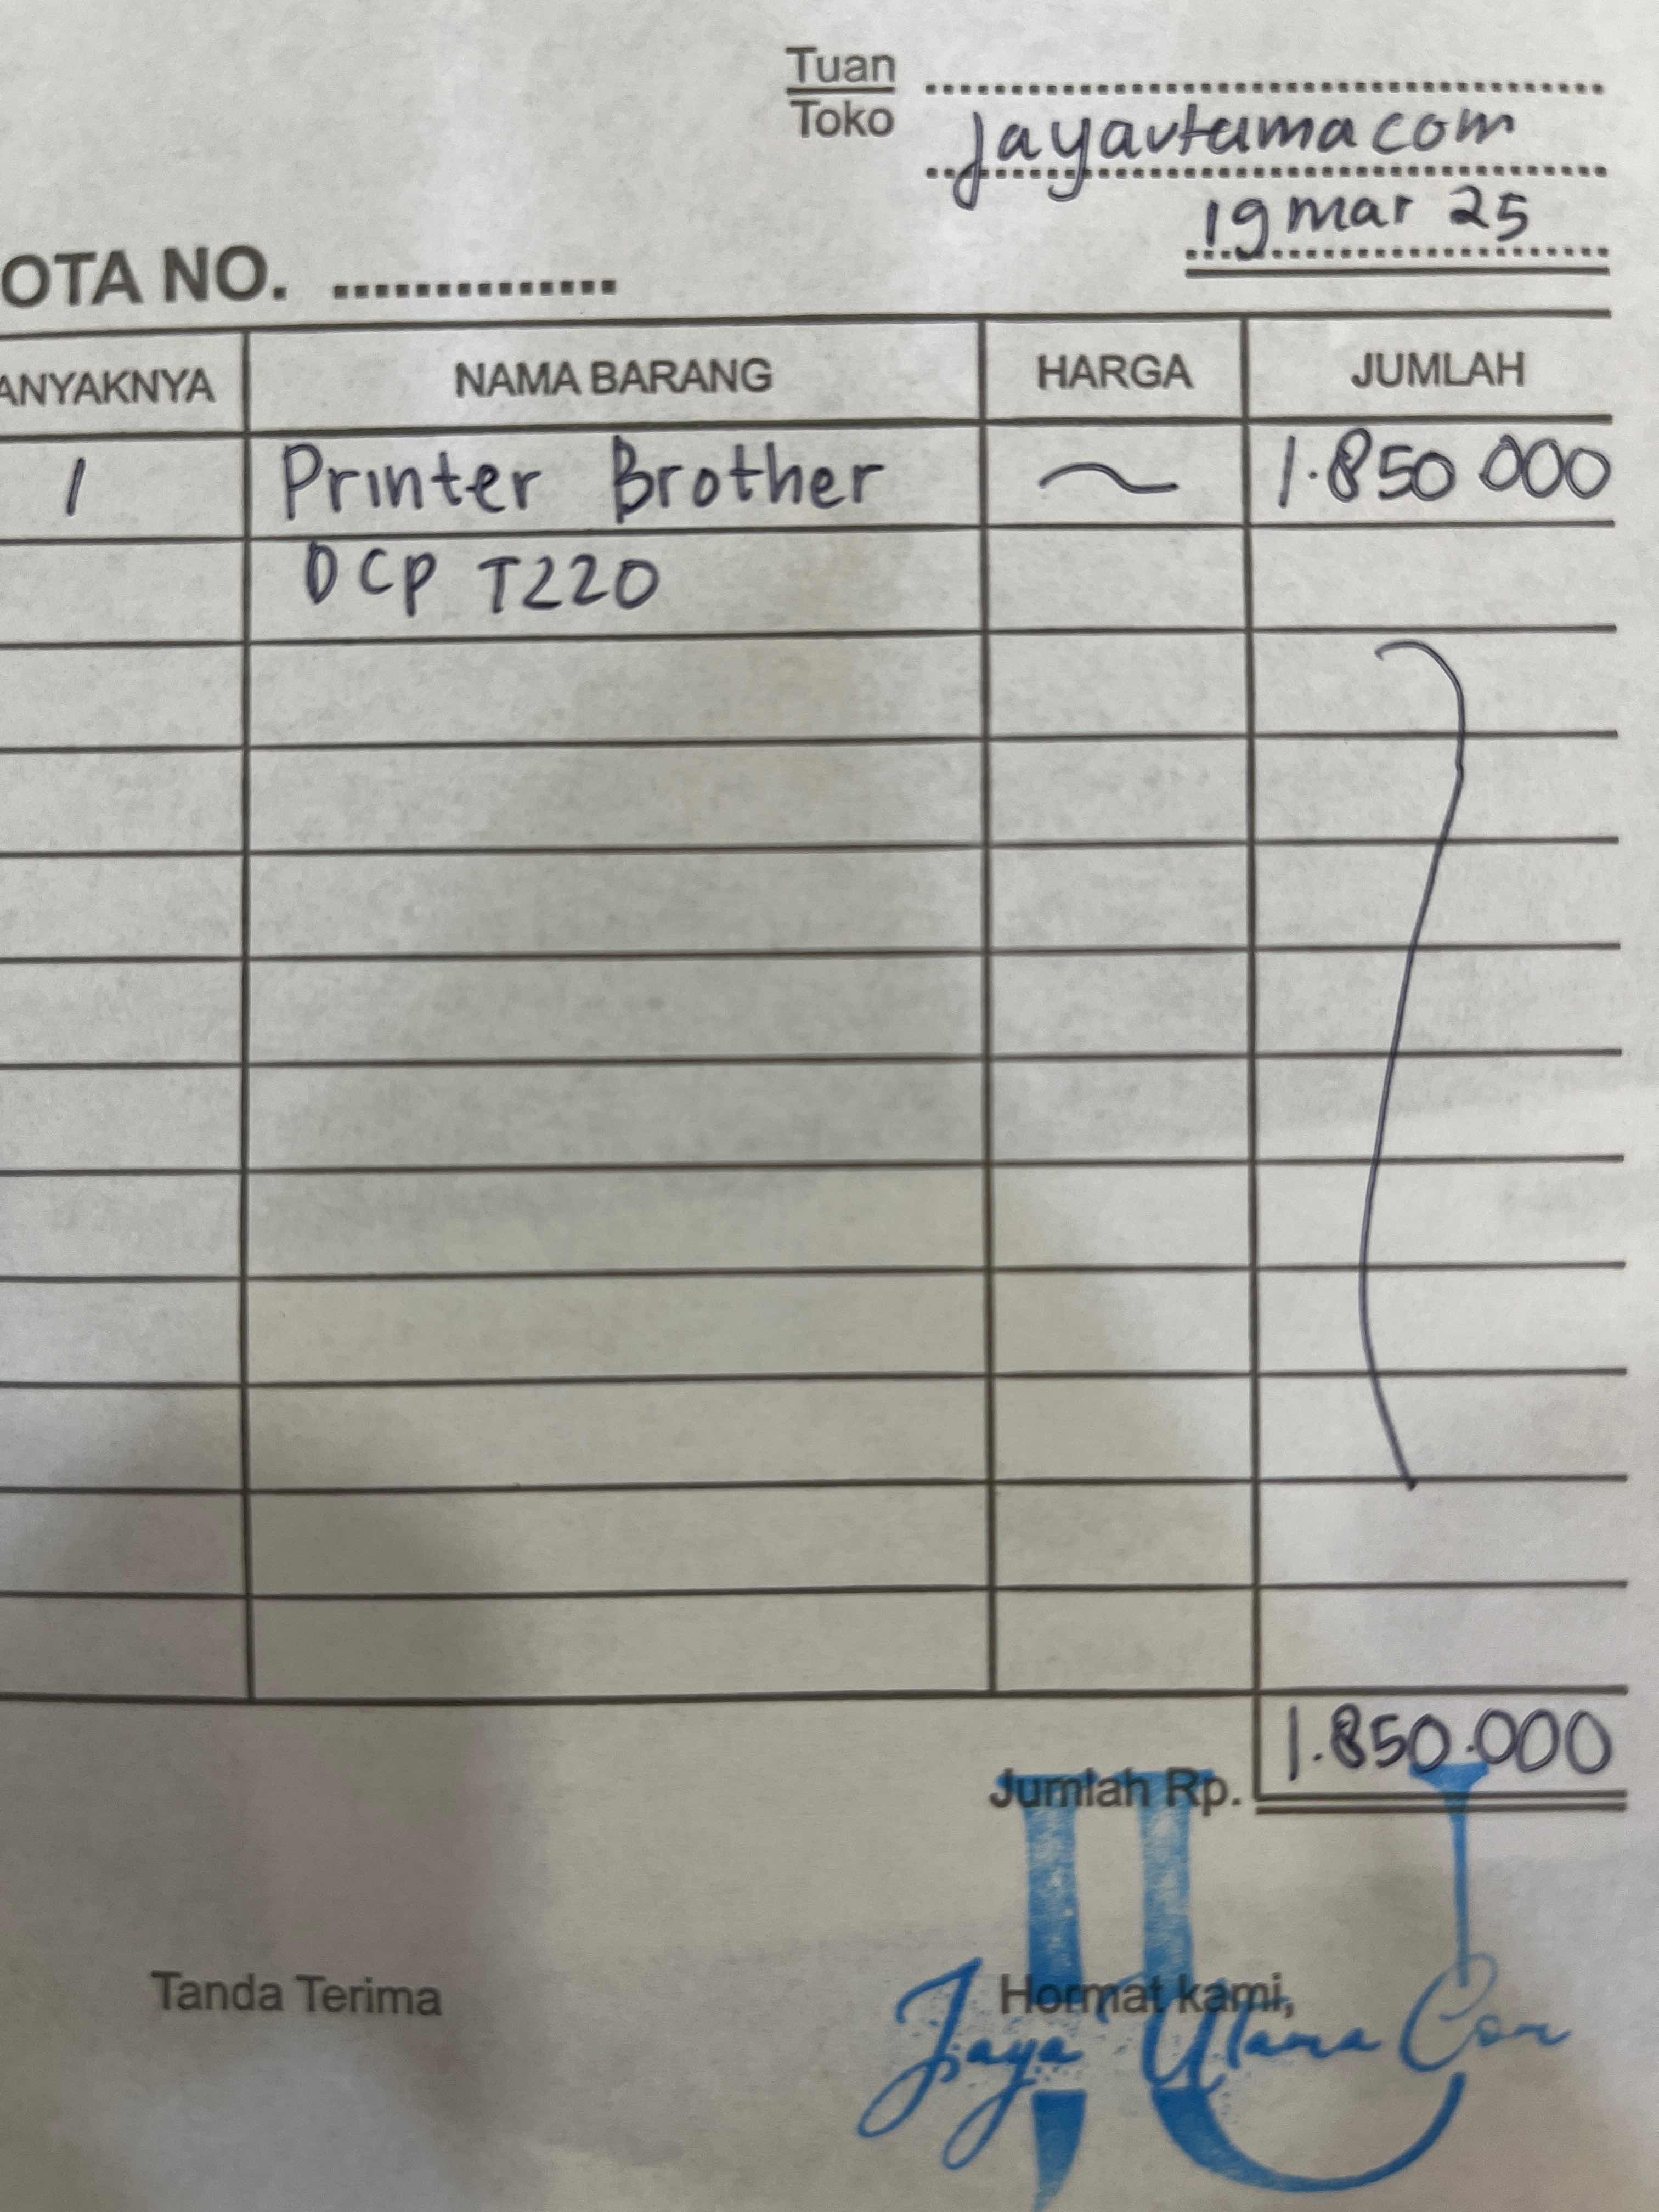 Tuan
Toko
Jayautamacom
19 mar 25
OTA NO. ..............
ANYAKNYA NAMA BARANG HARGA JUMLAH
1 Printer Brother ~ 1.850.000
DCP T220
1.850.000
Jumlah Rp.
Tanda Terima Hormat kami,
Jaya Utama Com